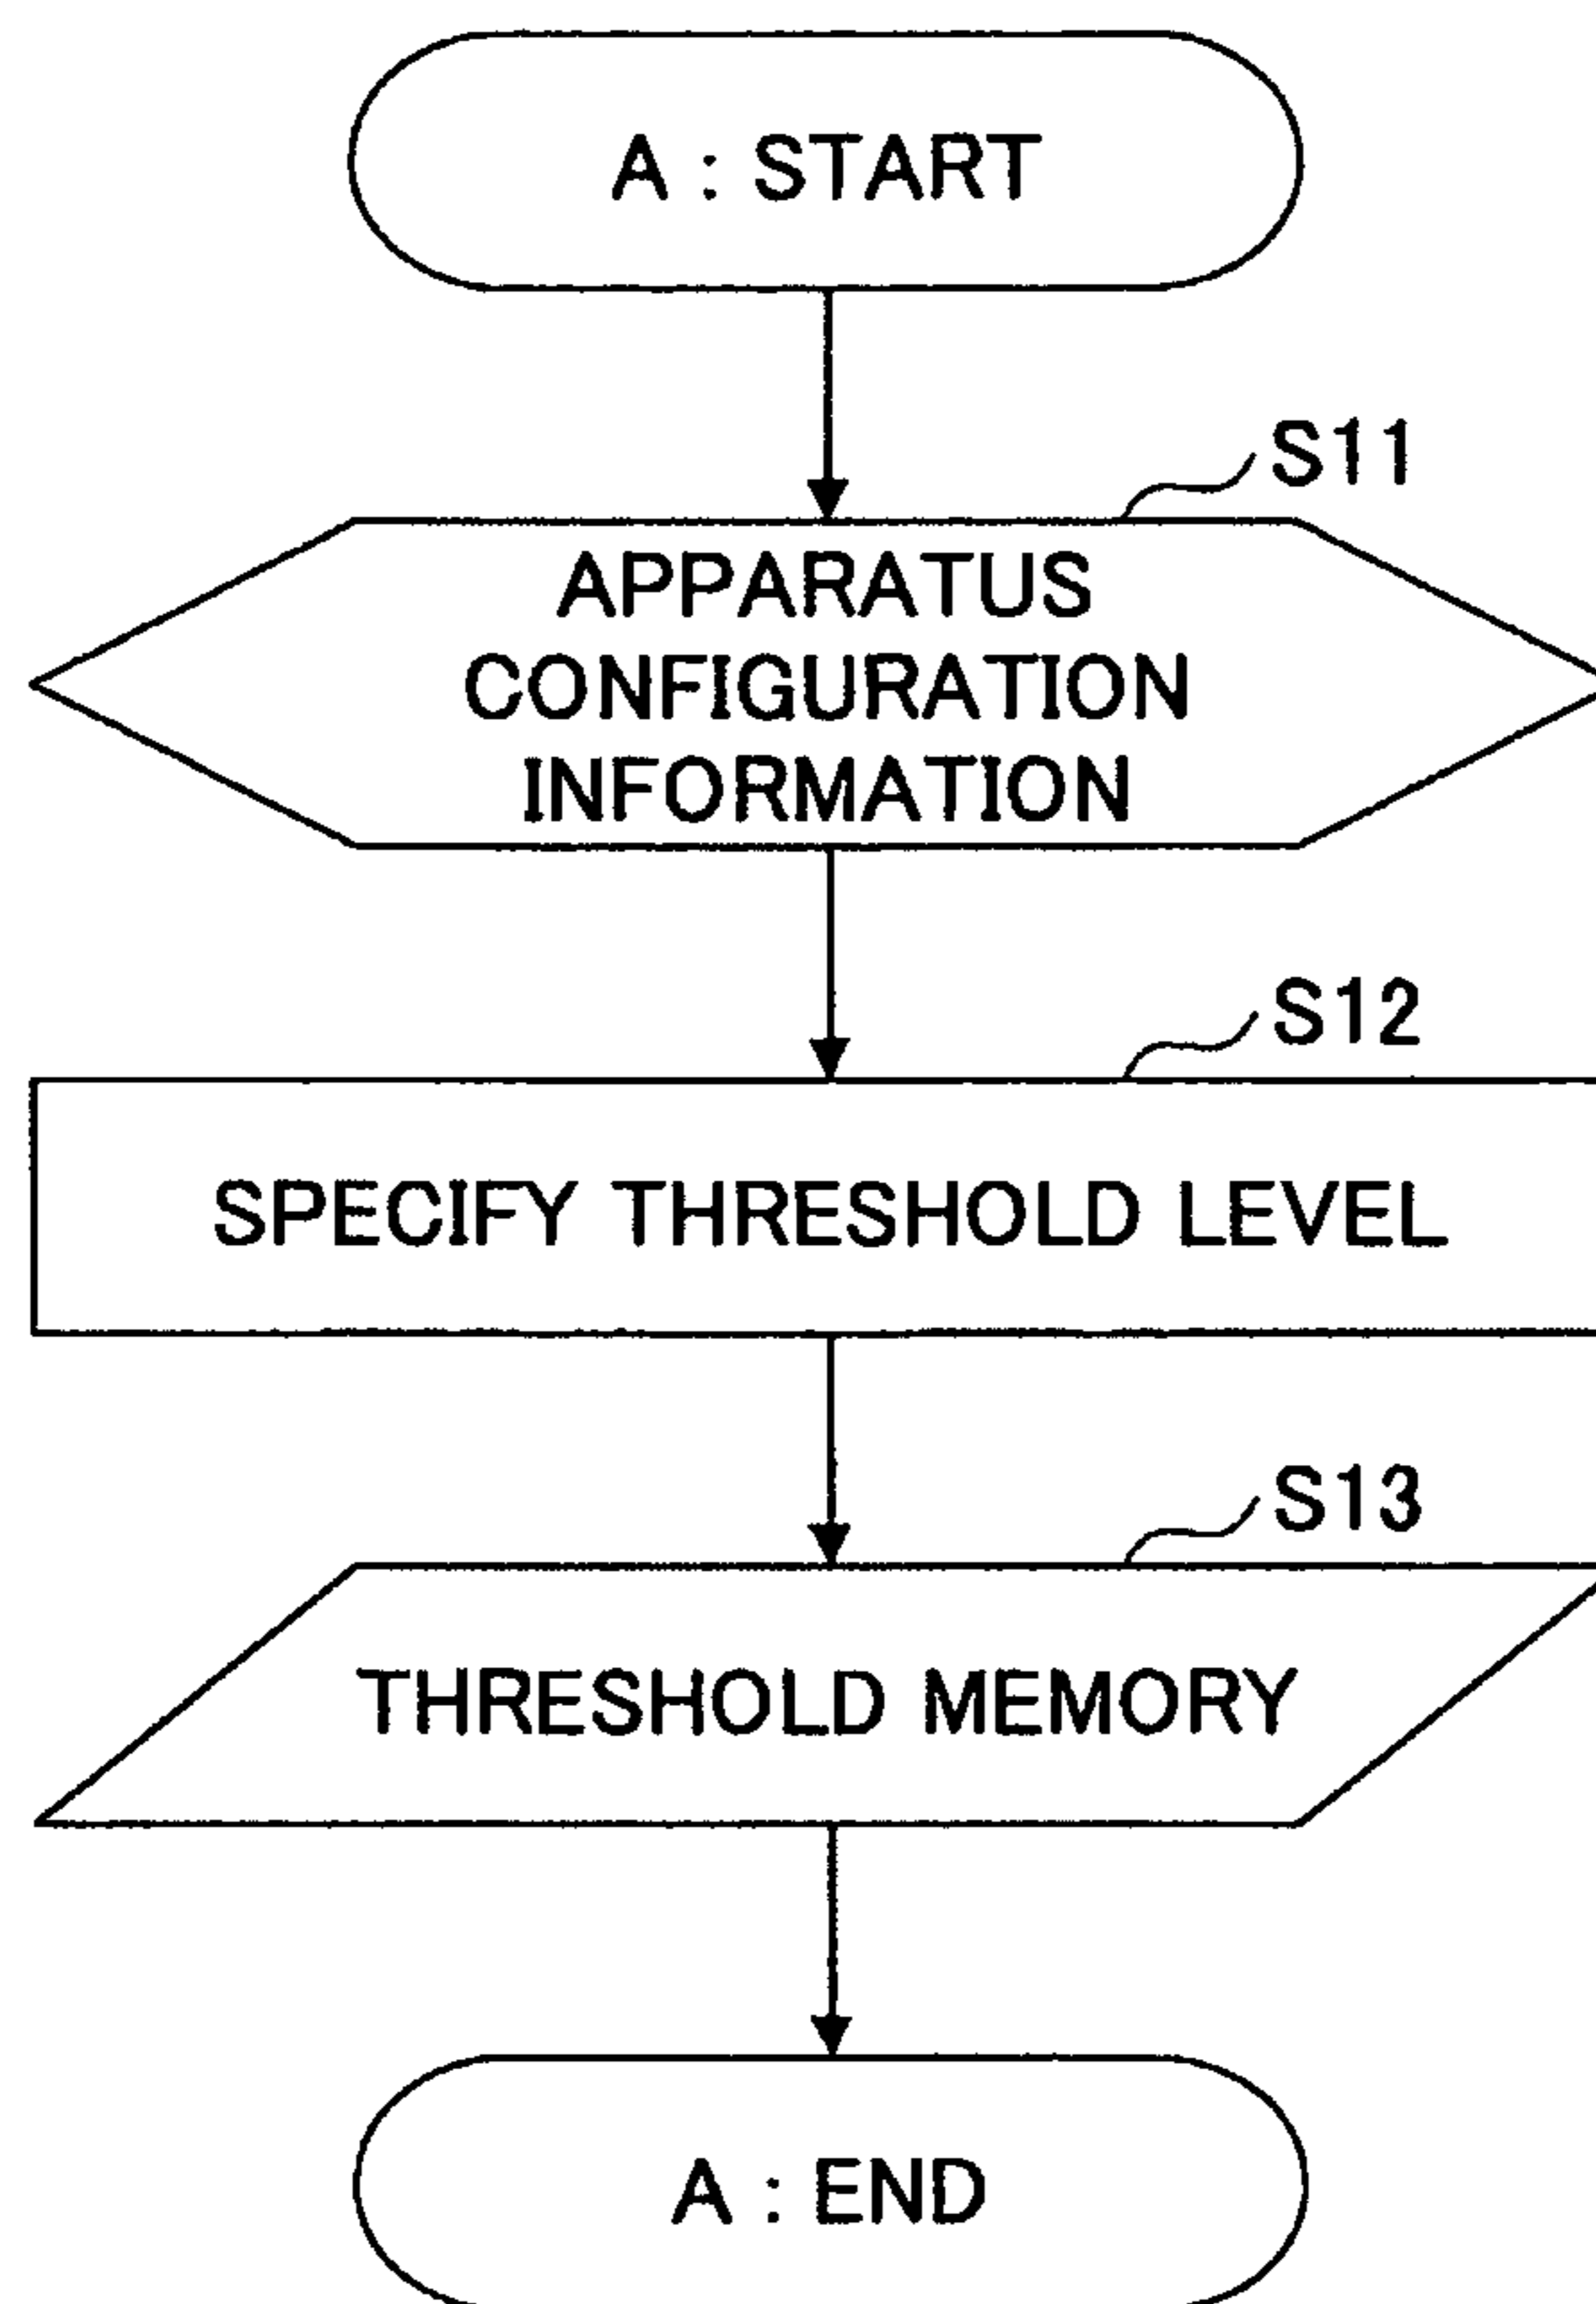 A : START
S11
APPARATUS
CONFIGURATION
INFORMATION
S12
SPECIFY THRESHOLD LEVEL
S13
THRESHOLD MEMORY
A : END